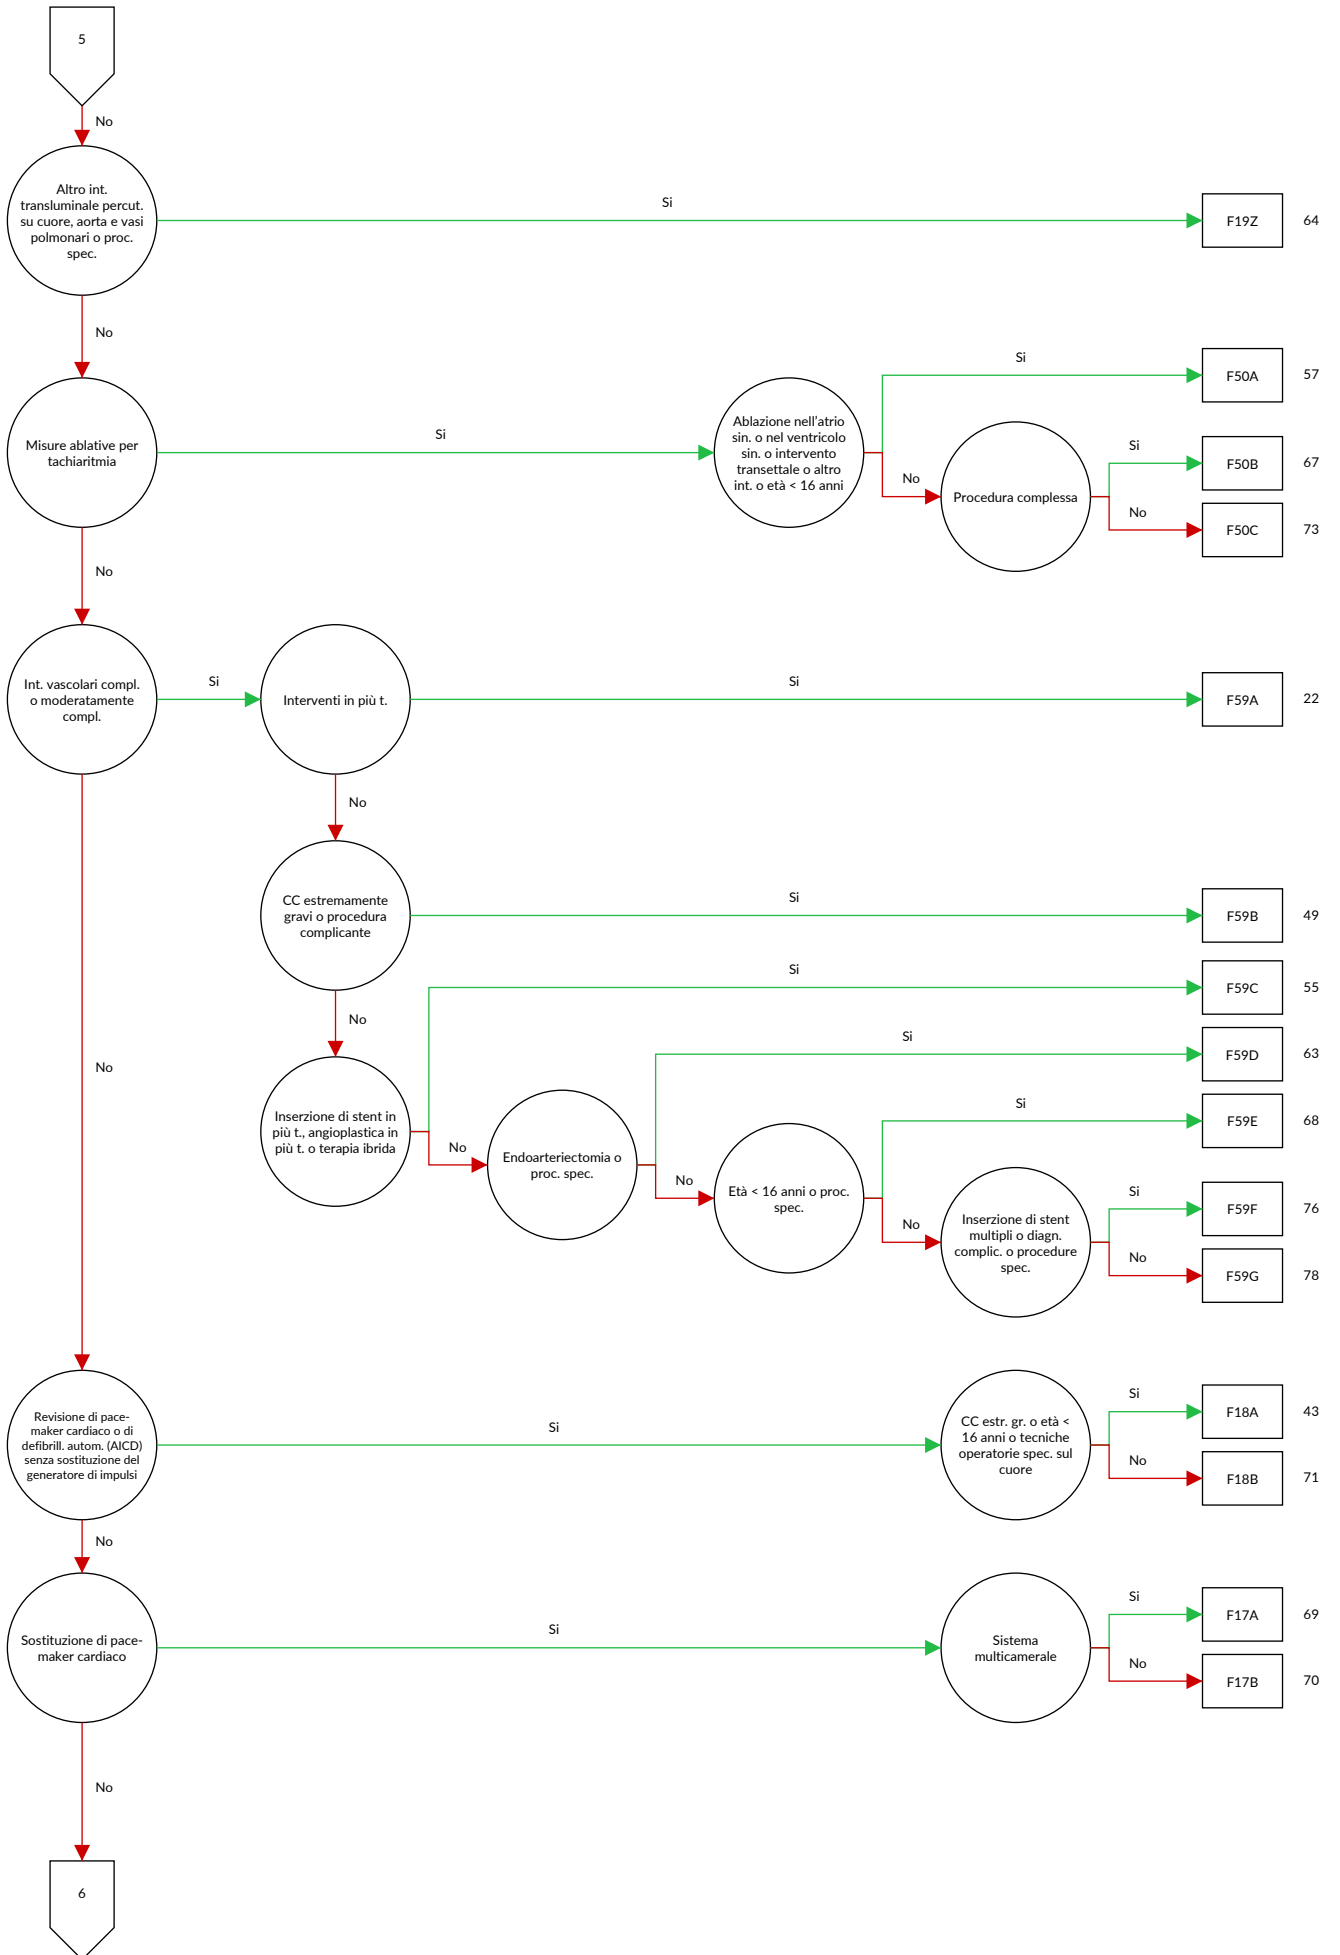 5
No
Altro int.
transluminale percut.
su cuore, aorta e vasi
polmonari o proc.
spec.
Si
F19Z
64
No
Misure ablative per
tachiaritmia
Si
Ablazione nell'atrio
sin. o nel ventricolo
sin. o intervento
transettale o altro
int. o età < 16 anni
Si
F50A
57
No
Procedura complessa
Si
F50B
67
No
F50C
73
No
Int. vascolari compl.
o moderatamente
compl.
Si
Interventi in più t.
Si
F59A
22
No
CC estremamente
gravi o procedura
complicante
Si
F59B
49
No
Inserzione di stent in
più t., angioplastica in
più t. o terapia ibrida
Si
F59C
55
No
Endoarteriectomia o
proc. spec.
Si
F59D
63
No
Età < 16 anni o proc.
spec.
Si
F59E
68
No
Inserzione di stent
multipli o diagn.
complic. o procedure
spec.
Si
F59F
76
No
F59G
78
No
Revisione di pace-
maker cardiaco o di
defibrill. autom. (AICD)
senza sostituzione del
generatore di impulsi
Si
CC estr. gr. o età <
16 anni o tecniche
operatorie spec. sul
cuore
Si
F18A
43
No
F18B
71
No
Sostituzione di pace-
maker cardiaco
Si
Sistema
multicamerale
Si
F17A
69
No
F17B
70
No
6